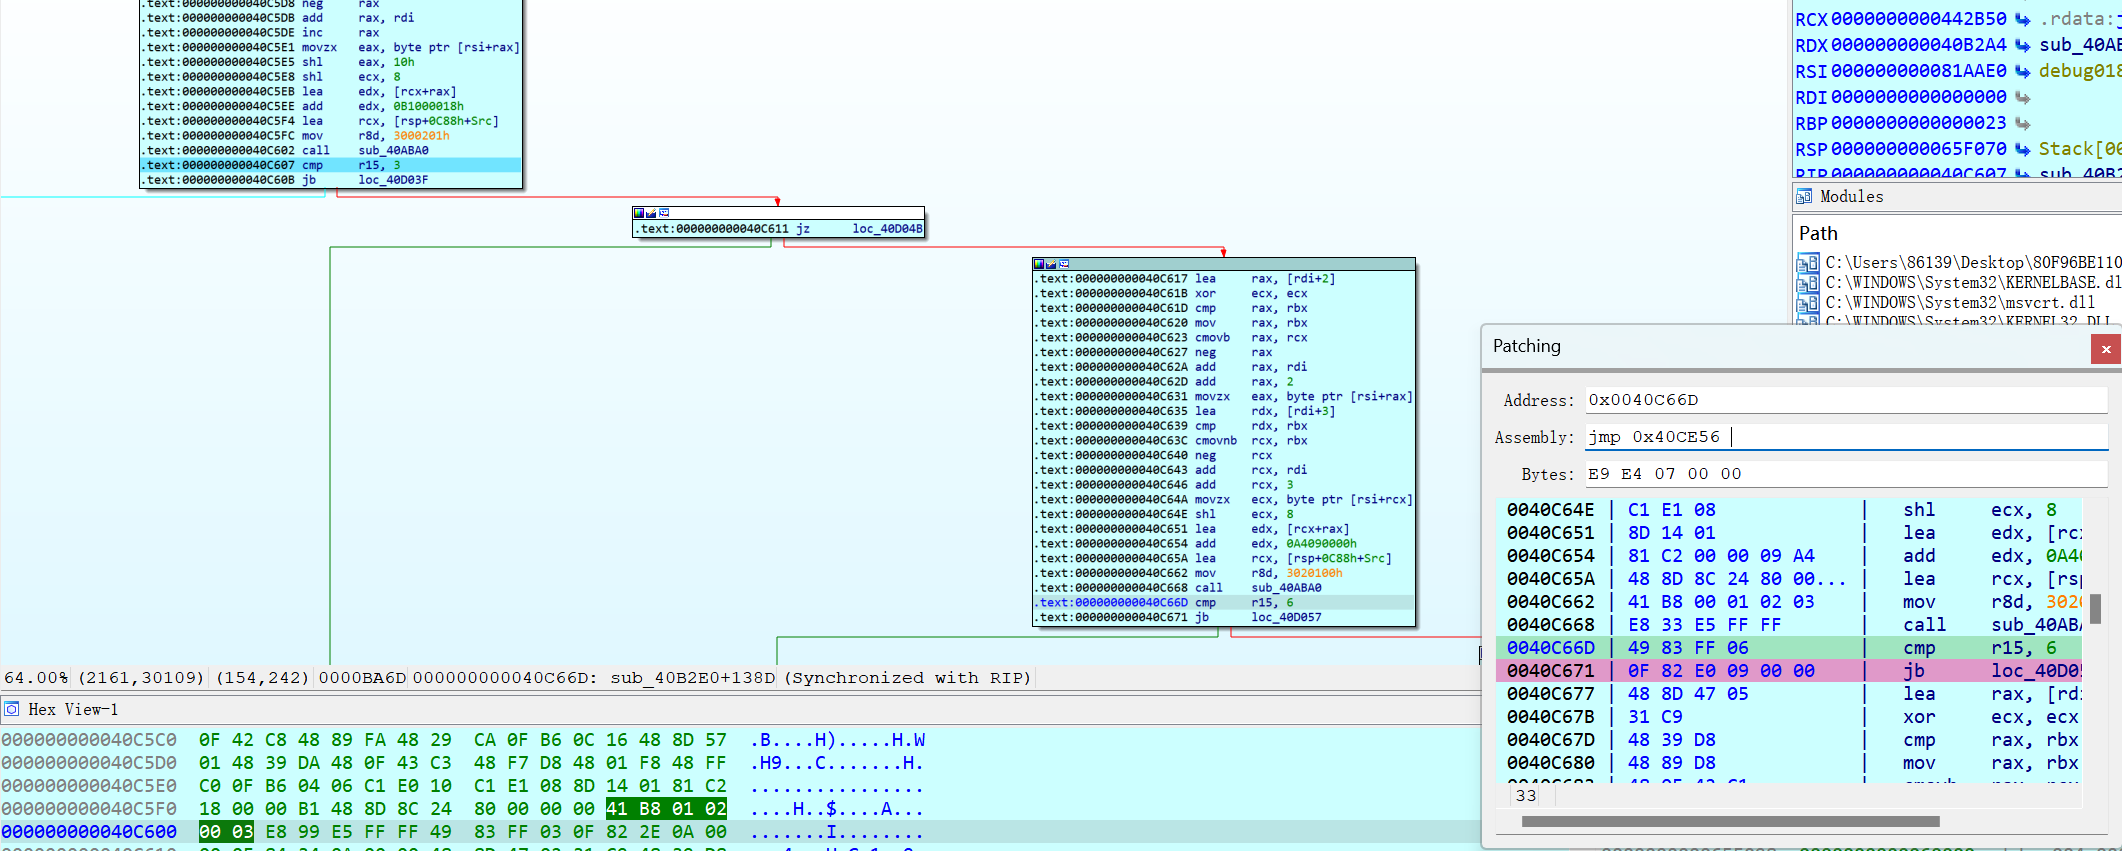 .text:000000000040C5D8 neg rax
.text:000000000040C5DB add rax, rdi
.text:000000000040C5DE inc rax
.text:000000000040C5E1 movzx eax, byte ptr [rsi+rax]
.text:000000000040C5E5 shl eax, 10h
.text:000000000040C5E8 shl ecx, 8
.text:000000000040C5EB lea edx, [rcx+rax]
.text:000000000040C5EE add edx, 0B1000018h
.text:000000000040C5F4 lea rcx, [rsp+0C88h+Src]
.text:000000000040C5FC mov r8d, 3000201h
.text:000000000040C602 call sub_40ABA0
.text:000000000040C607 cmp r15, 3
.text:000000000040C60B jb loc_40D03F
.text:000000000040C611 jz loc_40D04B
.text:000000000040C617 lea rax, [rdi+2]
.text:000000000040C61B xor ecx, ecx
.text:000000000040C61D cmp rax, rbx
.text:000000000040C620 mov rax, rbx
.text:000000000040C623 cmovb rax, rcx
.text:000000000040C627 neg rax
.text:000000000040C62A add rax, rdi
.text:000000000040C62D add rax, 2
.text:000000000040C631 movzx eax, byte ptr [rsi+rax]
.text:000000000040C635 lea rdx, [rdi+3]
.text:000000000040C639 cmp rdx, rbx
.text:000000000040C63C cmovnb rcx, rbx
.text:000000000040C640 neg rcx
.text:000000000040C643 add rcx, rdi
.text:000000000040C646 add rcx, 3
.text:000000000040C64A movzx ecx, byte ptr [rsi+rcx]
.text:000000000040C64E shl ecx, 8
.text:000000000040C651 lea edx, [rcx+rax]
.text:000000000040C654 add edx, 0A4090000h
.text:000000000040C65A lea rcx, [rsp+0C88h+Src]
.text:000000000040C662 mov r8d, 3020100h
.text:000000000040C668 call sub_40ABA0
.text:000000000040C66D cmp r15, 6
.text:000000000040C671 jb loc_40D057
64.00% (2161,30109) (154,242) 0000BA6D 000000000040C66D: sub_40B2E0+138D (Synchronized with RIP)
Hex View-1
000000000040C5C0 0F 42 C8 48 89 FA 48 29 CA 0F B6 0C 16 48 8D 57 .B....H).....H.W
000000000040C5D0 01 48 39 DA 48 0F 43 C3 48 F7 D8 48 01 F8 48 FF .H9...C.......H.
000000000040C5E0 C0 0F B6 04 06 C1 E0 10 C1 E1 08 8D 14 01 81 C2 ................
000000000040C5F0 18 00 00 B1 48 8D 8C 24 80 00 00 00 41 B8 01 02 ....H..$....A...
000000000040C600 00 03 E8 99 E5 FF FF 49 83 FF 03 0F 82 2E 0A 00 .......I........
RCX 0000000000442B50 .rdata:j
RDX 000000000040B2A4 sub_40AB
RSI 000000000081AAE0 debug018
RDI 0000000000000000
RBP 0000000000000023
RSP 000000000065F070 Stack[00
RIP 000000000040C607 sub_40B2
Modules
Path
C:\Users\86139\Desktop\80F96BE110
C:\WINDOWS\System32\KERNELBASE.dl
C:\WINDOWS\System32\msvcrt.dll
C:\WINDOWS\System32\KERNEL32.DLL
Patching
Address: 0x0040C66D
Assembly: jmp 0x40CE56
Bytes: E9 E4 07 00 00
0040C64E | C1 E1 08 | shl ecx, 8
0040C651 | 8D 14 01 | lea edx, [rc
0040C654 | 81 C2 00 00 09 A4 | add edx, 0A4
0040C65A | 48 8D 8C 24 80 00... | lea rcx, [rs
0040C662 | 41 B8 00 01 02 03 | mov r8d, 302
0040C668 | E8 33 E5 FF FF | call sub_40AB
0040C66D | 49 83 FF 06 | cmp r15, 6
0040C671 | 0F 82 E0 09 00 00 | jb loc_40D0
0040C677 | 48 8D 47 05 | lea rax, [rd
0040C67B | 31 C9 | xor ecx, ecx
0040C67D | 48 39 D8 | cmp rax, rbx
0040C680 | 48 89 D8 | mov rax, rbx
33